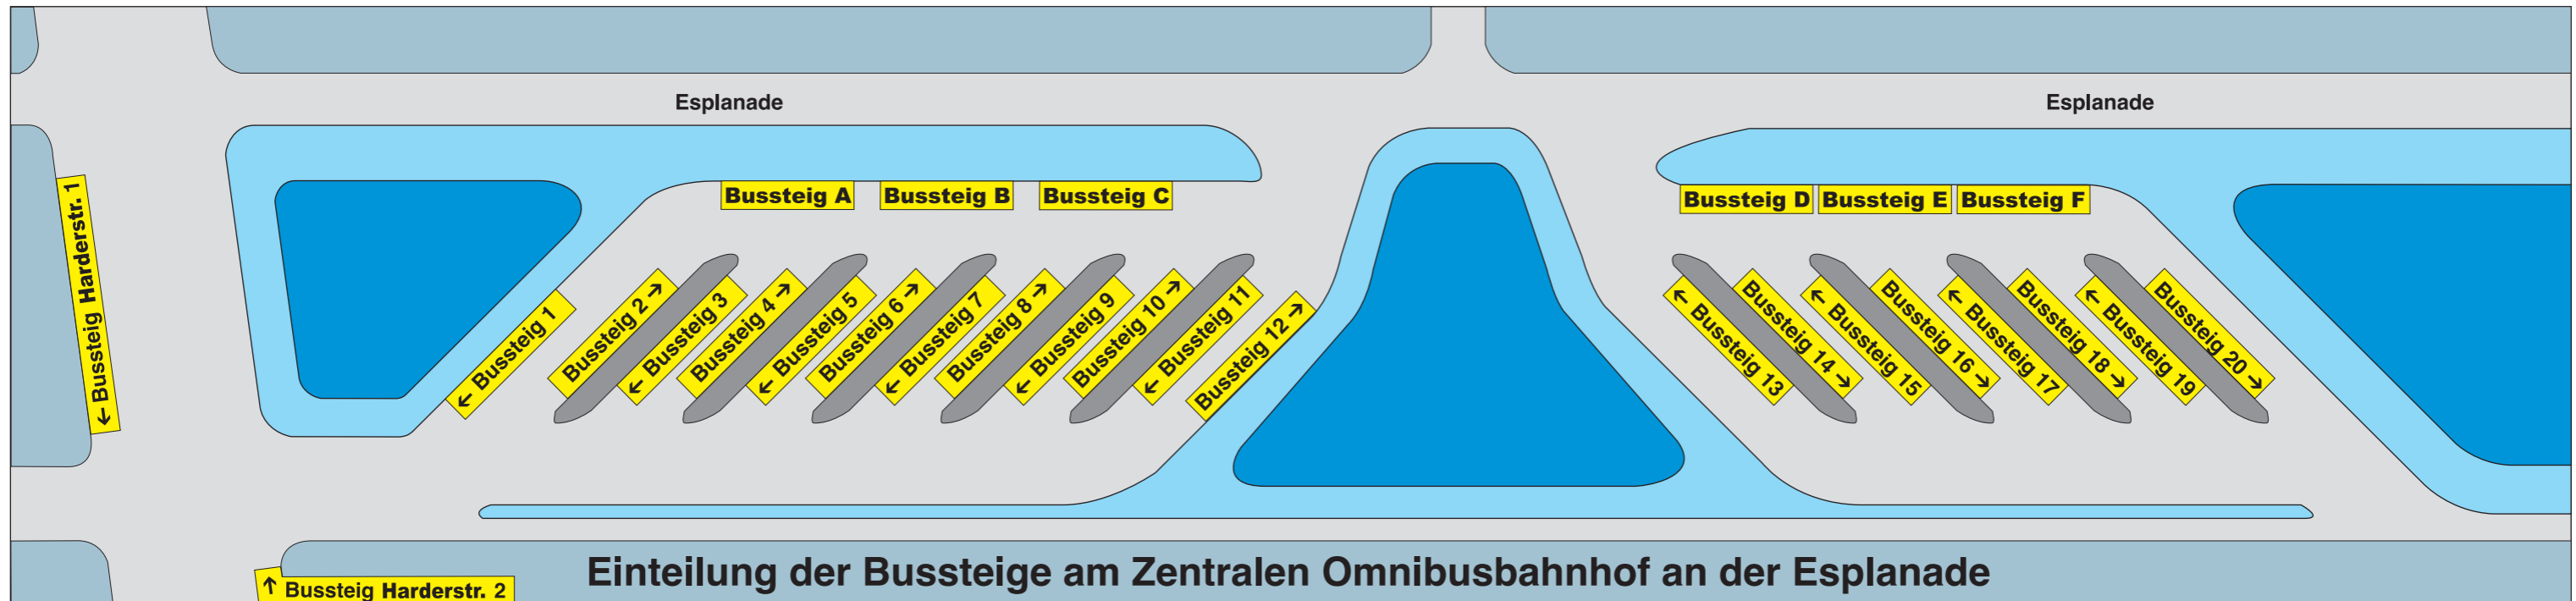 Esplanade
Esplanade
← Bussteig Harderstr. 1
Bussteig A
Bussteig B
Bussteig C
Bussteig D
Bussteig E
Bussteig F
← Bussteig 1
Bussteig 2 →
← Bussteig 3
Bussteig 4 →
← Bussteig 5
Bussteig 6 →
← Bussteig 7
Bussteig 8 →
← Bussteig 9
Bussteig 10 →
← Bussteig 11
Bussteig 12 →
← Bussteig 13
Bussteig 14 →
← Bussteig 15
Bussteig 16 →
← Bussteig 17
Bussteig 18 →
← Bussteig 19
Bussteig 20 →
Einteilung der Bussteige am Zentralen Omnibusbahnhof an der Esplanade
↑ Bussteig Harderstr. 2